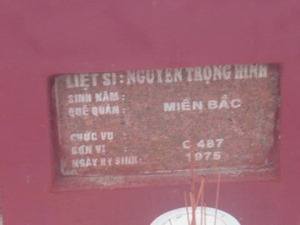 LIỆT SĨ : NGUYỄN TRỌNG HINH
SINH NĂM :
QUÊ QUÁN : MIỀN BẮC
CHỨC VỤ :
ĐƠN VỊ : C 487
NGÀY HY SINH : 1975